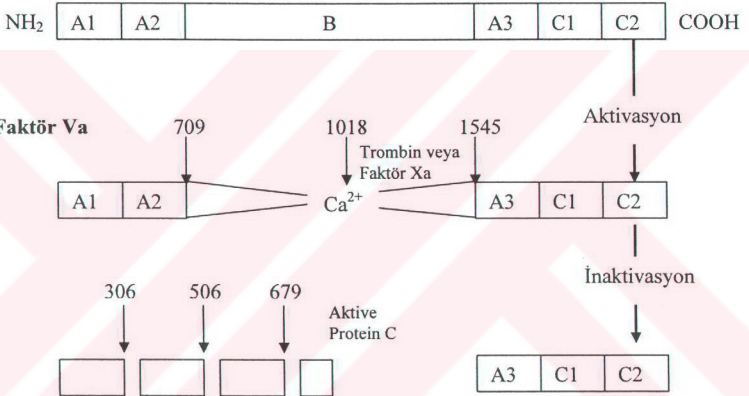 NH₂ A1 A2 B A3 C1 C2 COOH
Aktivasyon
Faktör Va 709 1018 1545
Trombin veya
Faktör Xa
A1 A2 Ca²⁺ A3 C1 C2
İnaktivasyon
306 506 679
Aktive
Protein C
A3 C1 C2